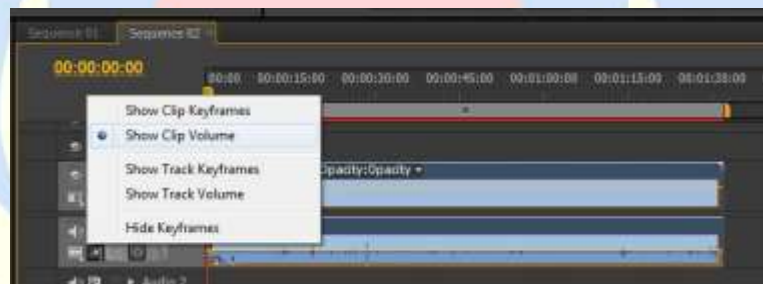 Sequence 01 Sequence 02
00:00:00:00
00:00 00:00:15:00 00:00:30:00 00:00:45:00 00:01:00:00 00:01:15:00 00:01:30:00
Show Clip Keyframes
Show Clip Volume
Show Track Keyframes
pacity:Opacity
Show Track Volume
Hide Keyframes
Audio 2